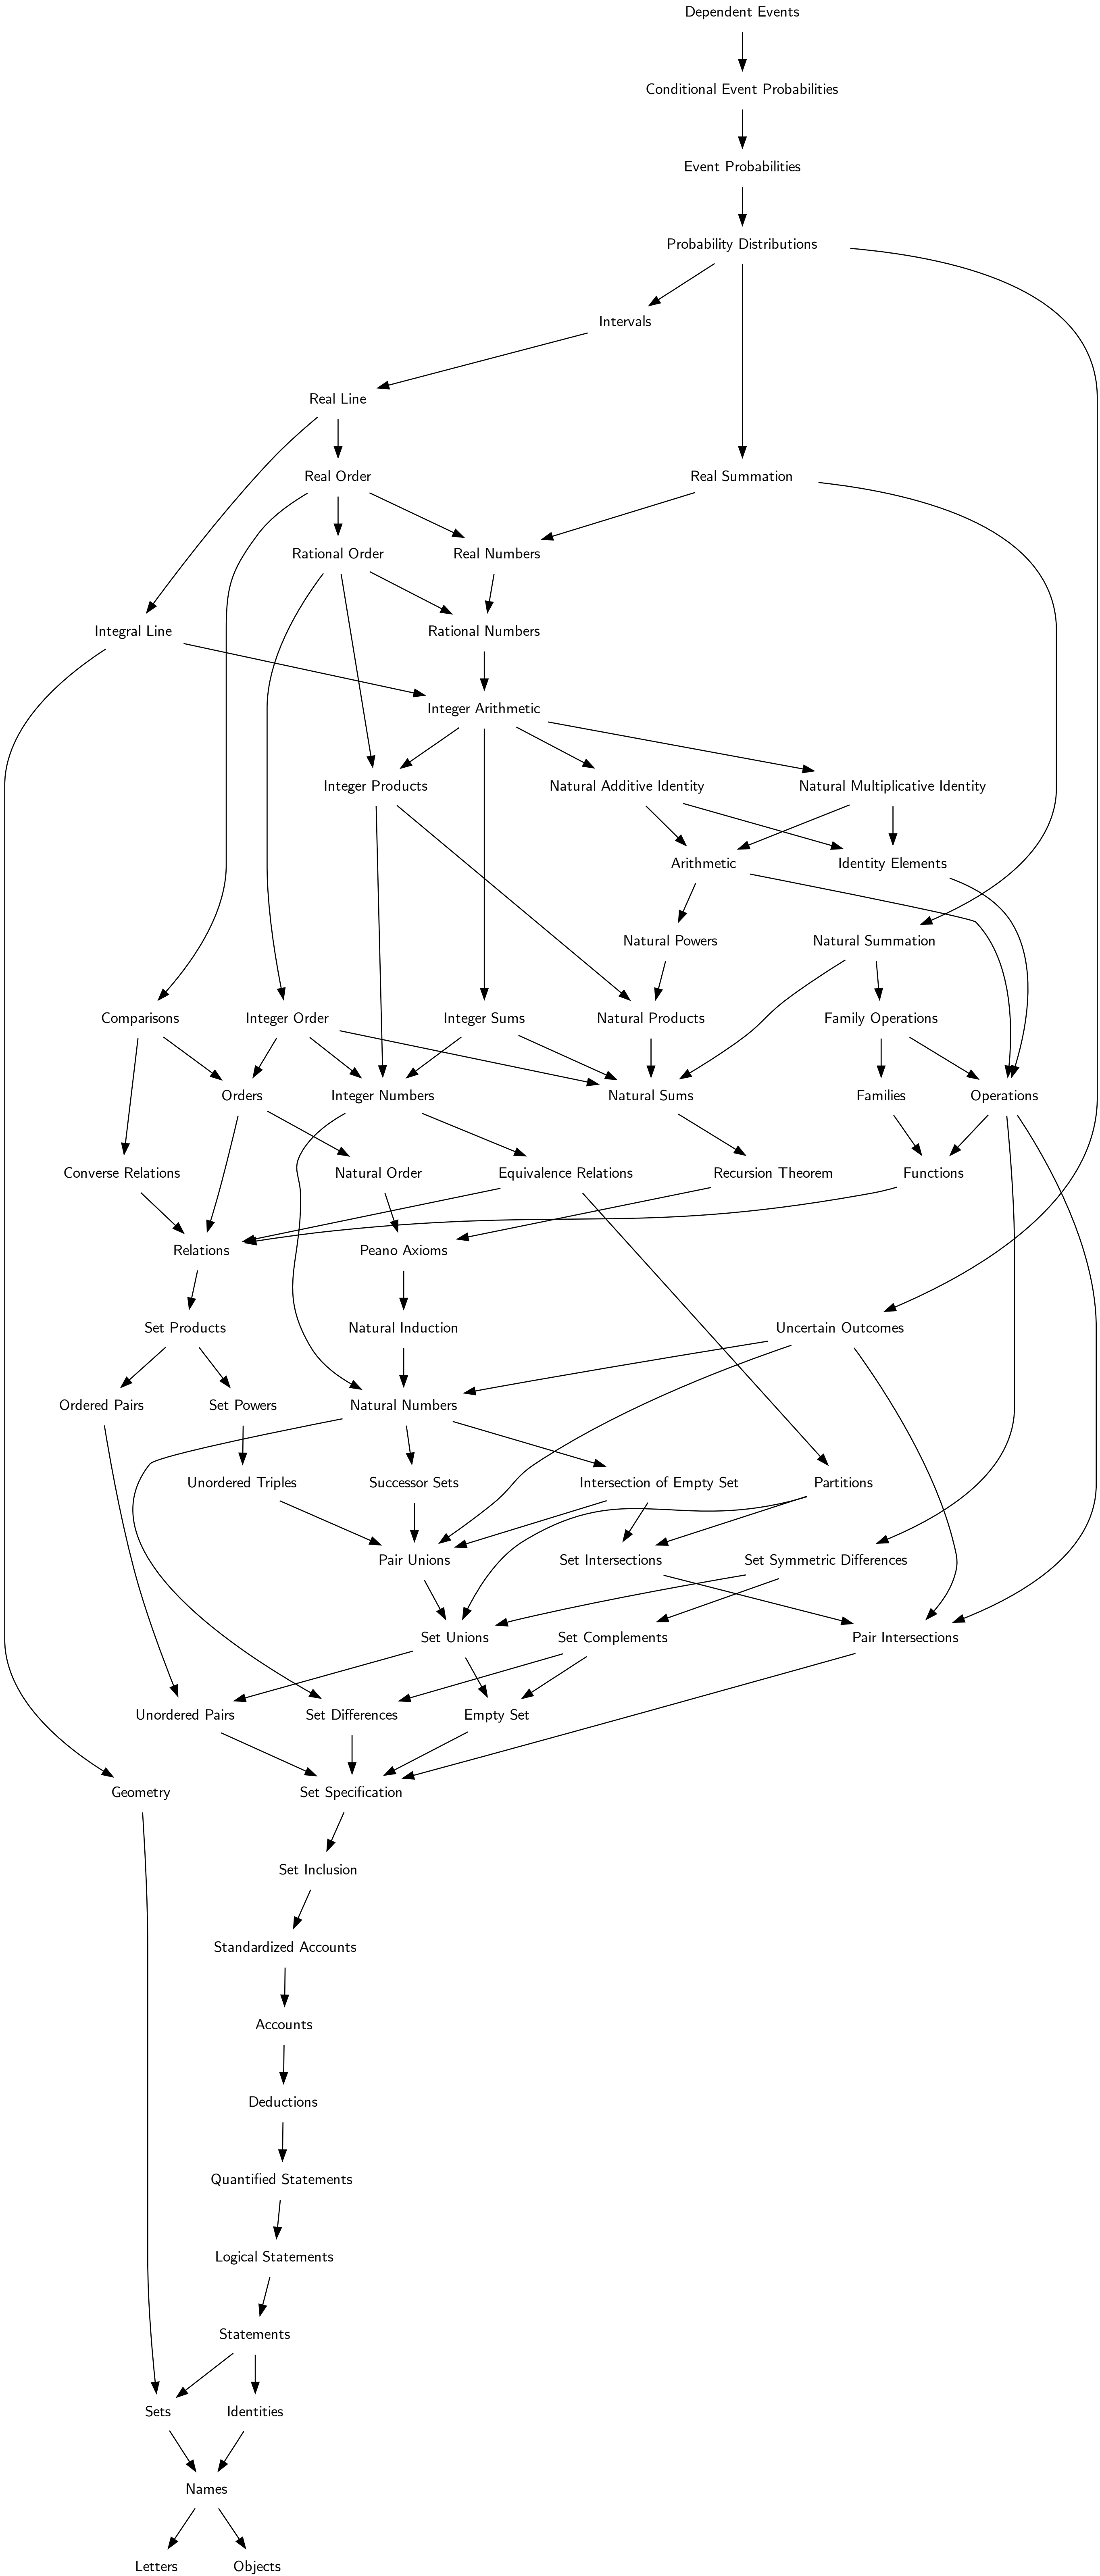 Dependent Events
Conditional Event Probabilities
Event Probabilities
Probability Distributions
Intervals
Real Line
Real Order
Real Summation
Rational Order
Real Numbers
Integral Line
Rational Numbers
Integer Arithmetic
Integer Products
Natural Additive Identity
Natural Multiplicative Identity
Arithmetic
Identity Elements
Natural Powers
Natural Summation
Comparisons
Integer Order
Integer Sums
Natural Products
Family Operations
Orders
Integer Numbers
Natural Sums
Families
Operations
Converse Relations
Natural Order
Equivalence Relations
Recursion Theorem
Functions
Relations
Peano Axioms
Set Products
Natural Induction
Uncertain Outcomes
Ordered Pairs
Set Powers
Natural Numbers
Unordered Triples
Successor Sets
Intersection of Empty Set
Partitions
Pair Unions
Set Intersections
Set Symmetric Differences
Set Unions
Set Complements
Pair Intersections
Unordered Pairs
Set Differences
Empty Set
Geometry
Set Specification
Set Inclusion
Standardized Accounts
Accounts
Deductions
Quantified Statements
Logical Statements
Statements
Sets
Identities
Names
Letters
Objects